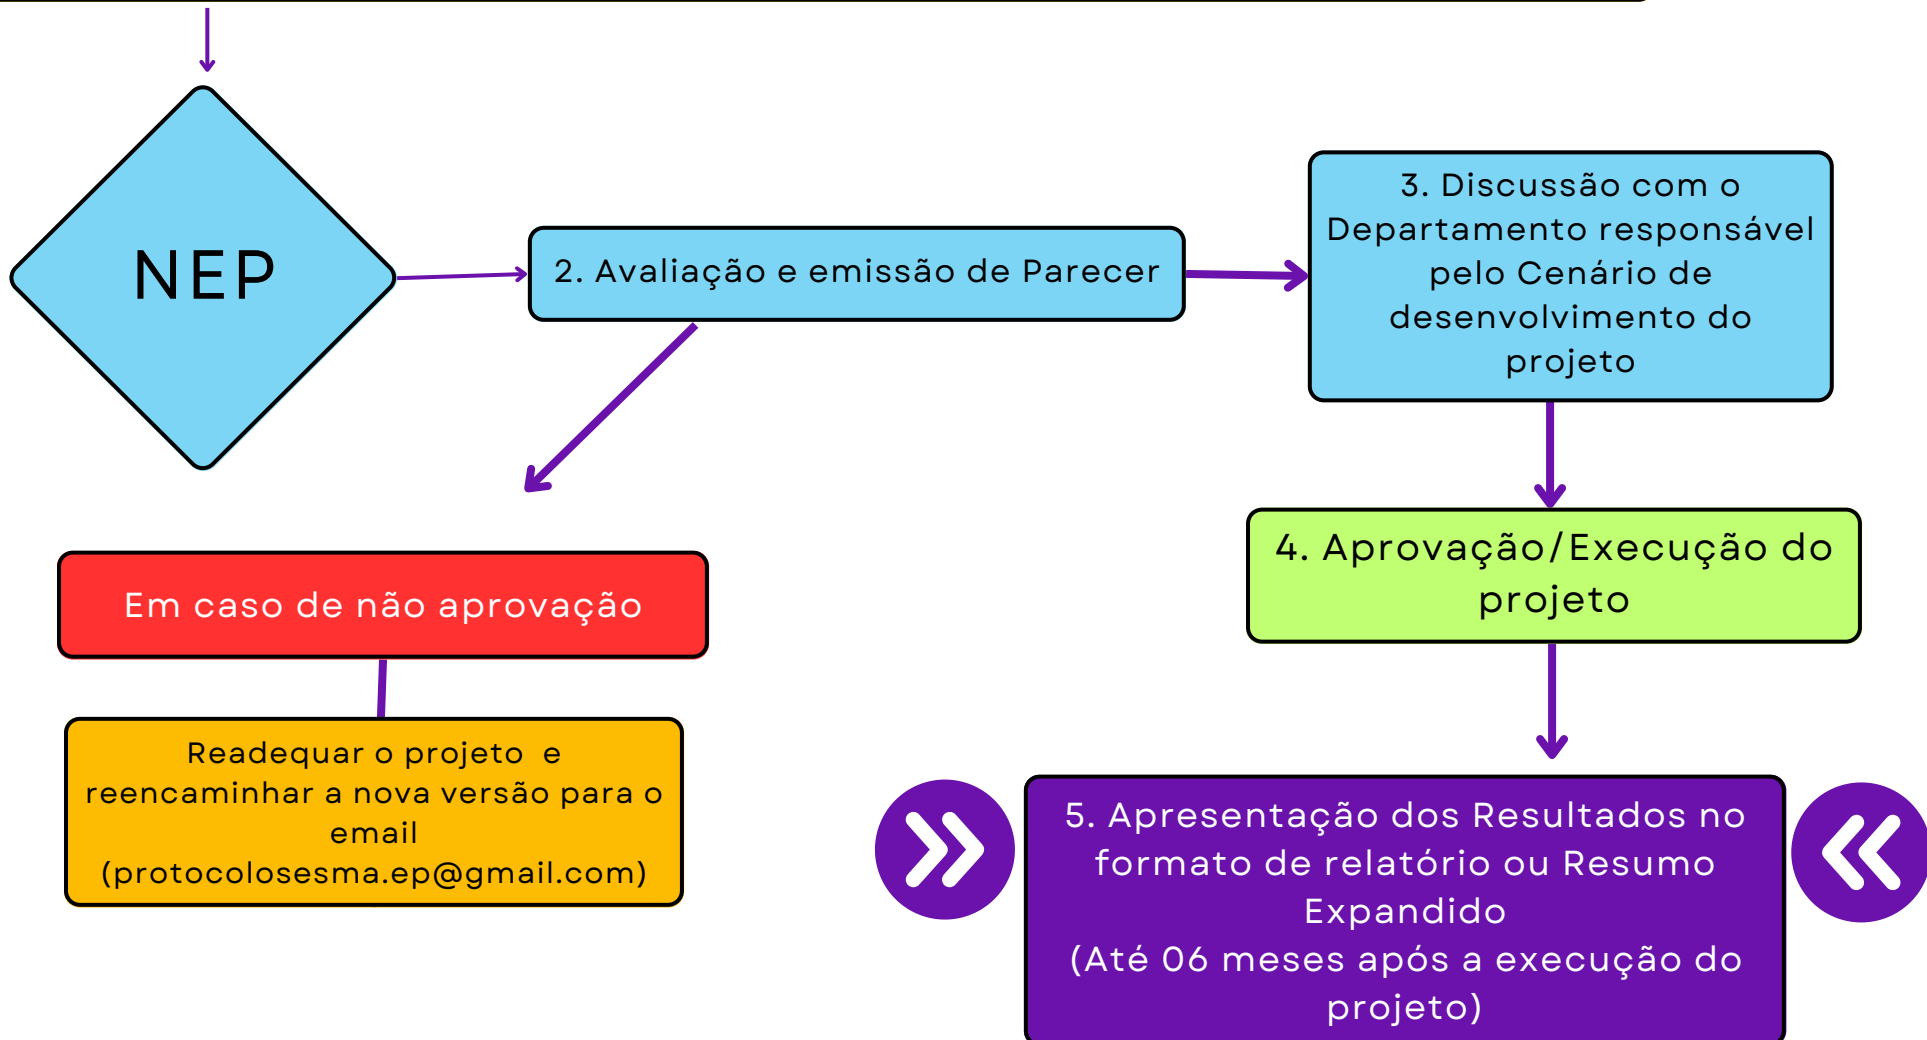 NEP
2. Avaliação e emissão de Parecer
3. Discussão com o
Departamento responsável
pelo Cenário de
desenvolvimento do
projeto
Em caso de não aprovação
4. Aprovação/Execução do
projeto
Readequar o projeto e
reencaminhar a nova versão para o
email
(protocolosesma.ep@gmail.com)
5. Apresentação dos Resultados no
formato de relatório ou Resumo
Expandido
(Até 06 meses após a execução do
projeto)